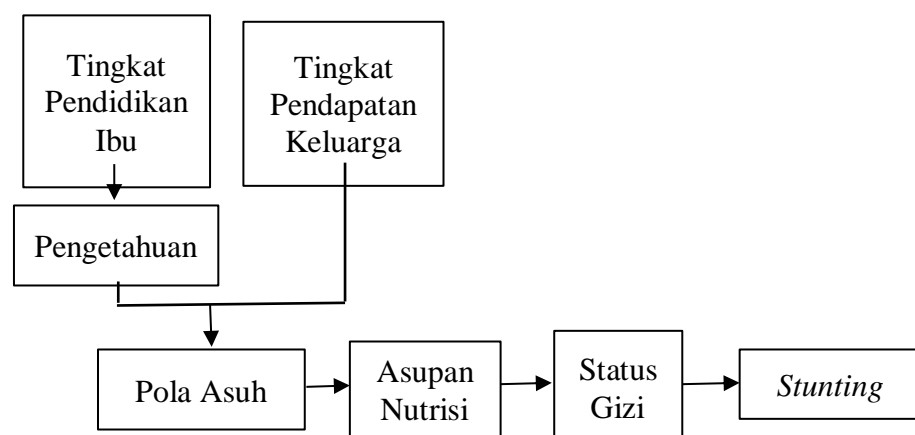 Tingkat
Pendidikan
Ibu
Tingkat
Pendapatan
Keluarga
Pengetahuan
Pola Asuh
Asupan
Nutrisi
Status
Gizi
Stunting